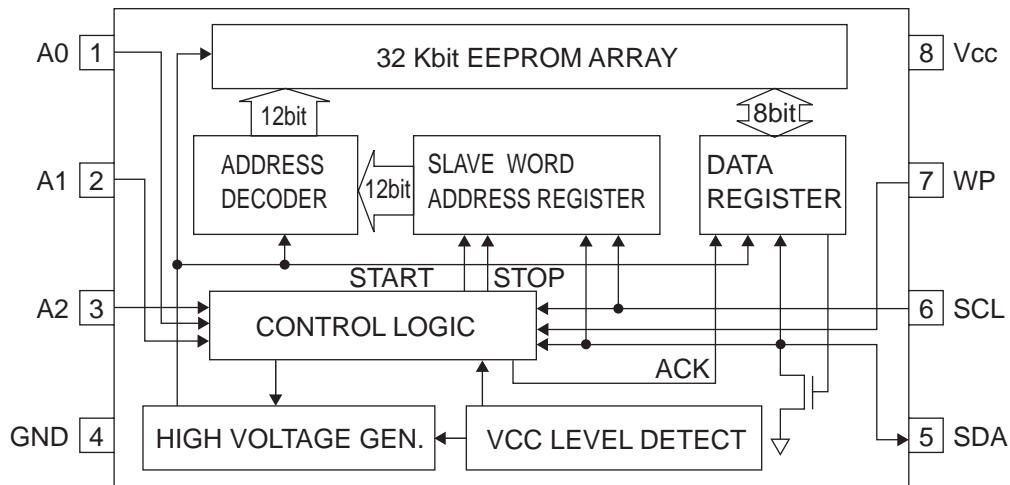 A0 1
32 Kbit EEPROM ARRAY
8 Vcc
12bit
8bit
A1 2
ADDRESS
DECODER
12bit
SLAVE WORD
ADDRESS REGISTER
DATA
REGISTER
7 WP
START STOP
A2 3
CONTROL LOGIC
6 SCL
ACK
GND 4
HIGH VOLTAGE GEN.
VCC LEVEL DETECT
5 SDA